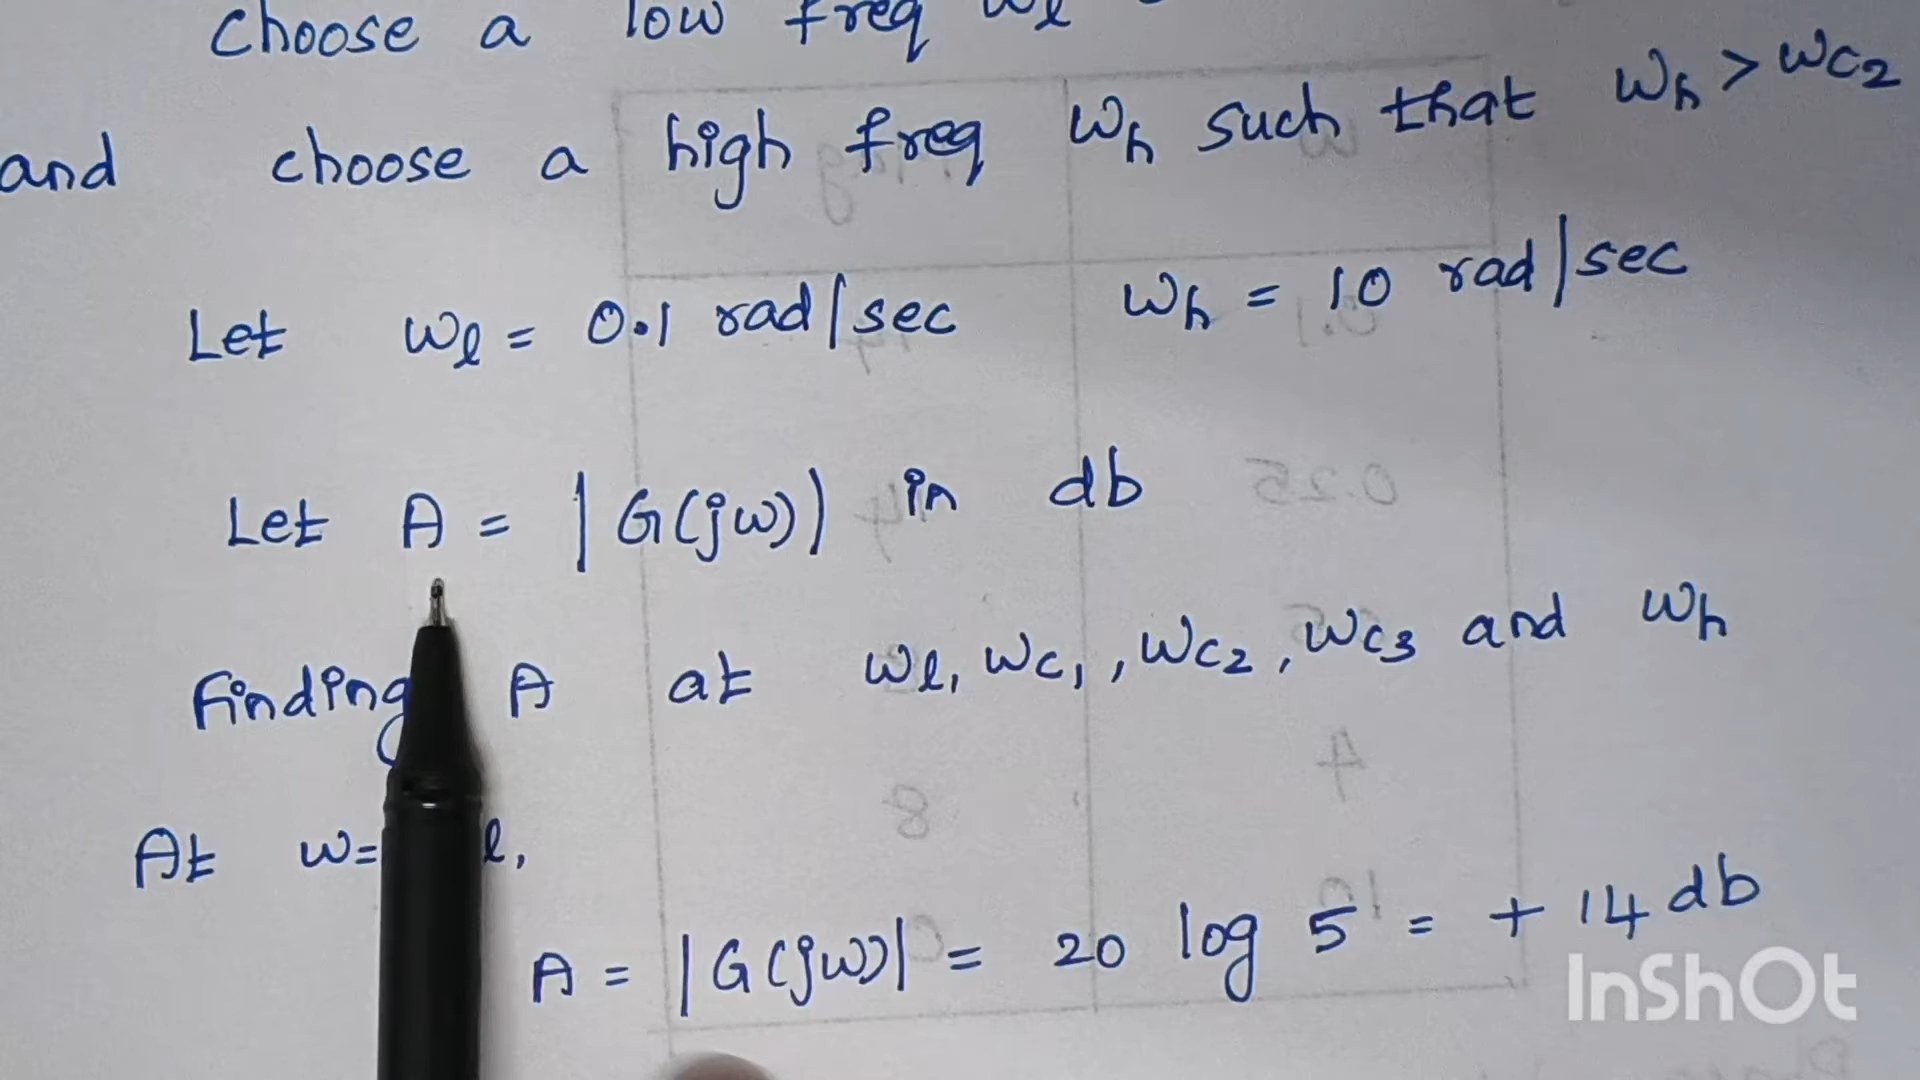 choose a low freq ωl
and choose a high freq ωh such that ωh > ωc2
Let ωl = 0.1 rad/sec ωh = 10 rad/sec
Let A = |G(jω)| in db
Finding A at ωl, ωc1, ωc2, ωc3 and ωh
At ω= l,
A = |G(jω)| = 20 log 5 = + 14 db
InShOt